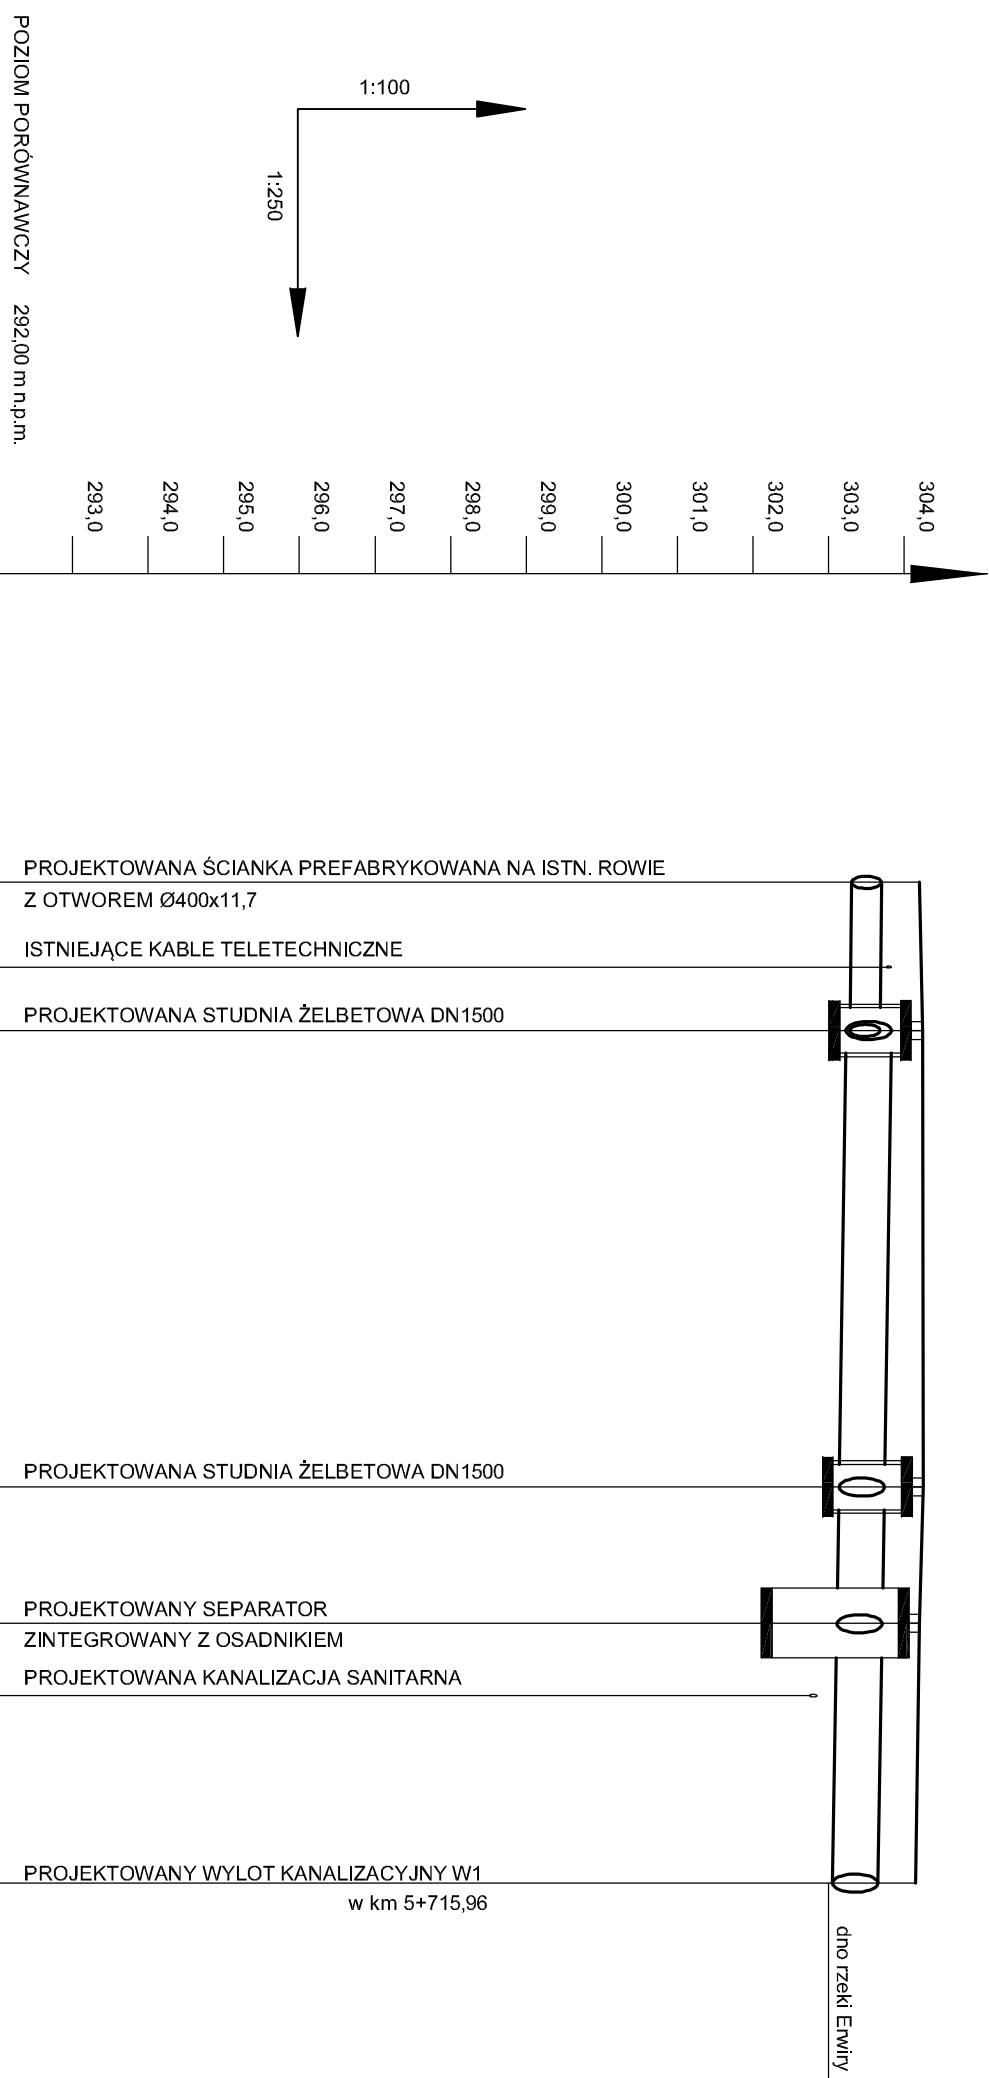 1:100
1:250
POZIOM PORÓWNAWCZY 292,00 m n.p.m.
293,0
294,0
295,0
296,0
297,0
298,0
299,0
300,0
301,0
302,0
303,0
304,0
PROJEKTOWANA ŚCIANKA PREFABRYKOWANA NA ISTN. ROWIE
Z OTWOREM Ø400x11,7
ISTNIEJĄCE KABLE TELETECHNICZNE
PROJEKTOWANA STUDNIA ŻELBETOWA DN1500
PROJEKTOWANA STUDNIA ŻELBETOWA DN1500
PROJEKTOWANY SEPARATOR
ZINTEGROWANY Z OSADNIKIEM
PROJEKTOWANA KANALIZACJA SANITARNA
PROJEKTOWANY WYLOT KANALIZACYJNY W1
w km 5+715,96
dno rzeki Erwiry